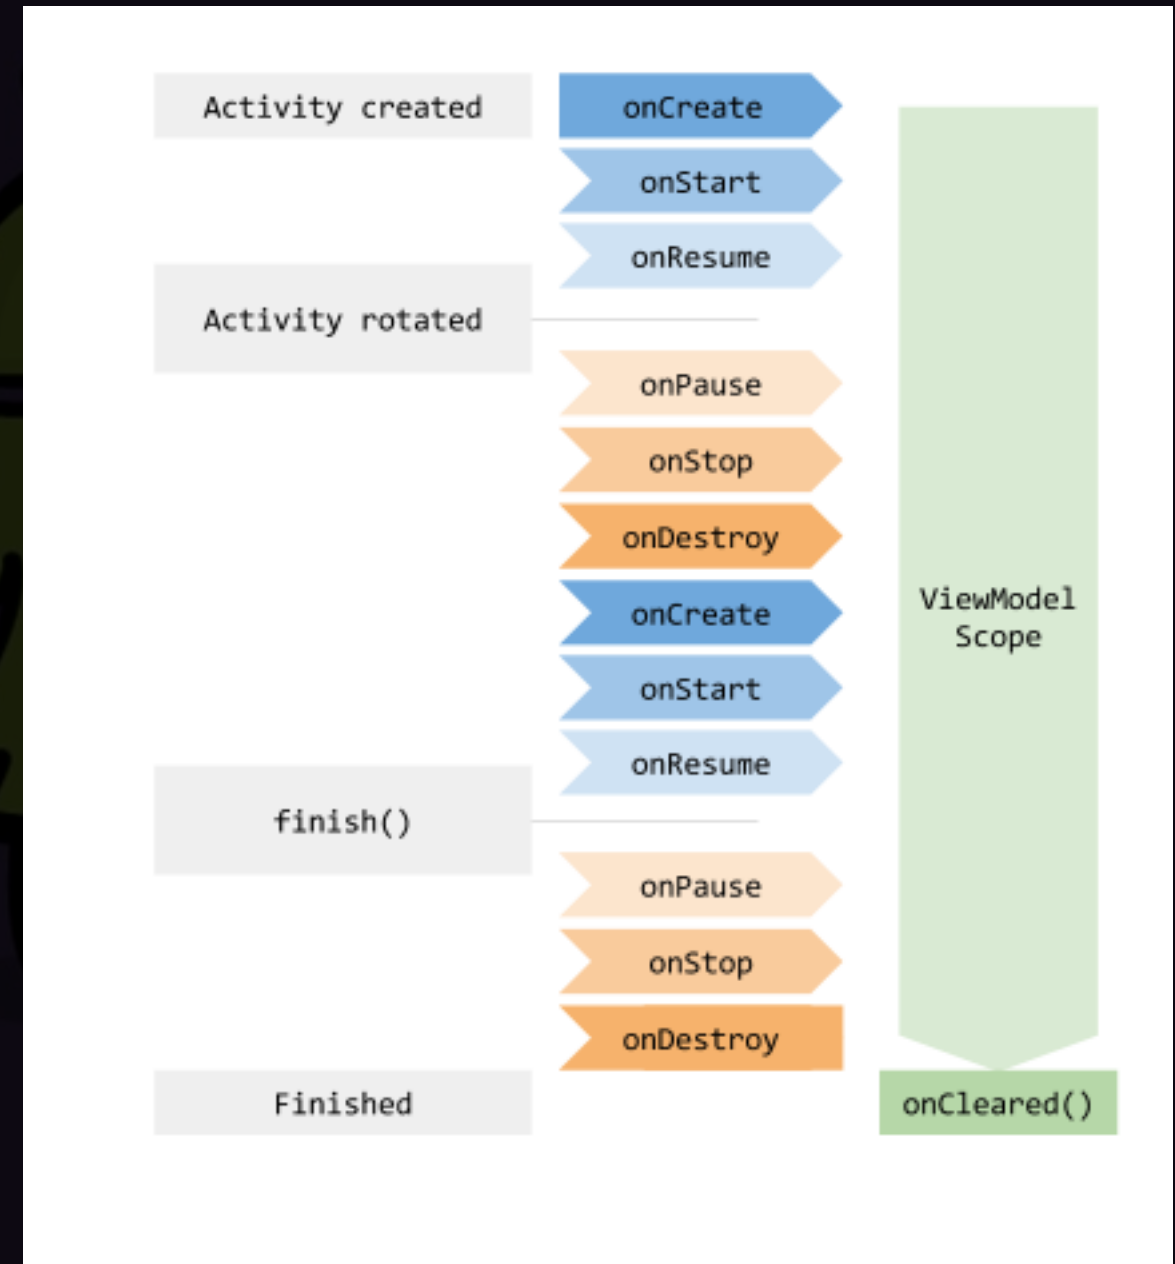 Activity created
onCreate
onStart
onResume
Activity rotated
onPause
onStop
onDestroy
onCreate
onStart
onResume
ViewModel
Scope
finish()
onPause
onStop
onDestroy
Finished
onCleared()